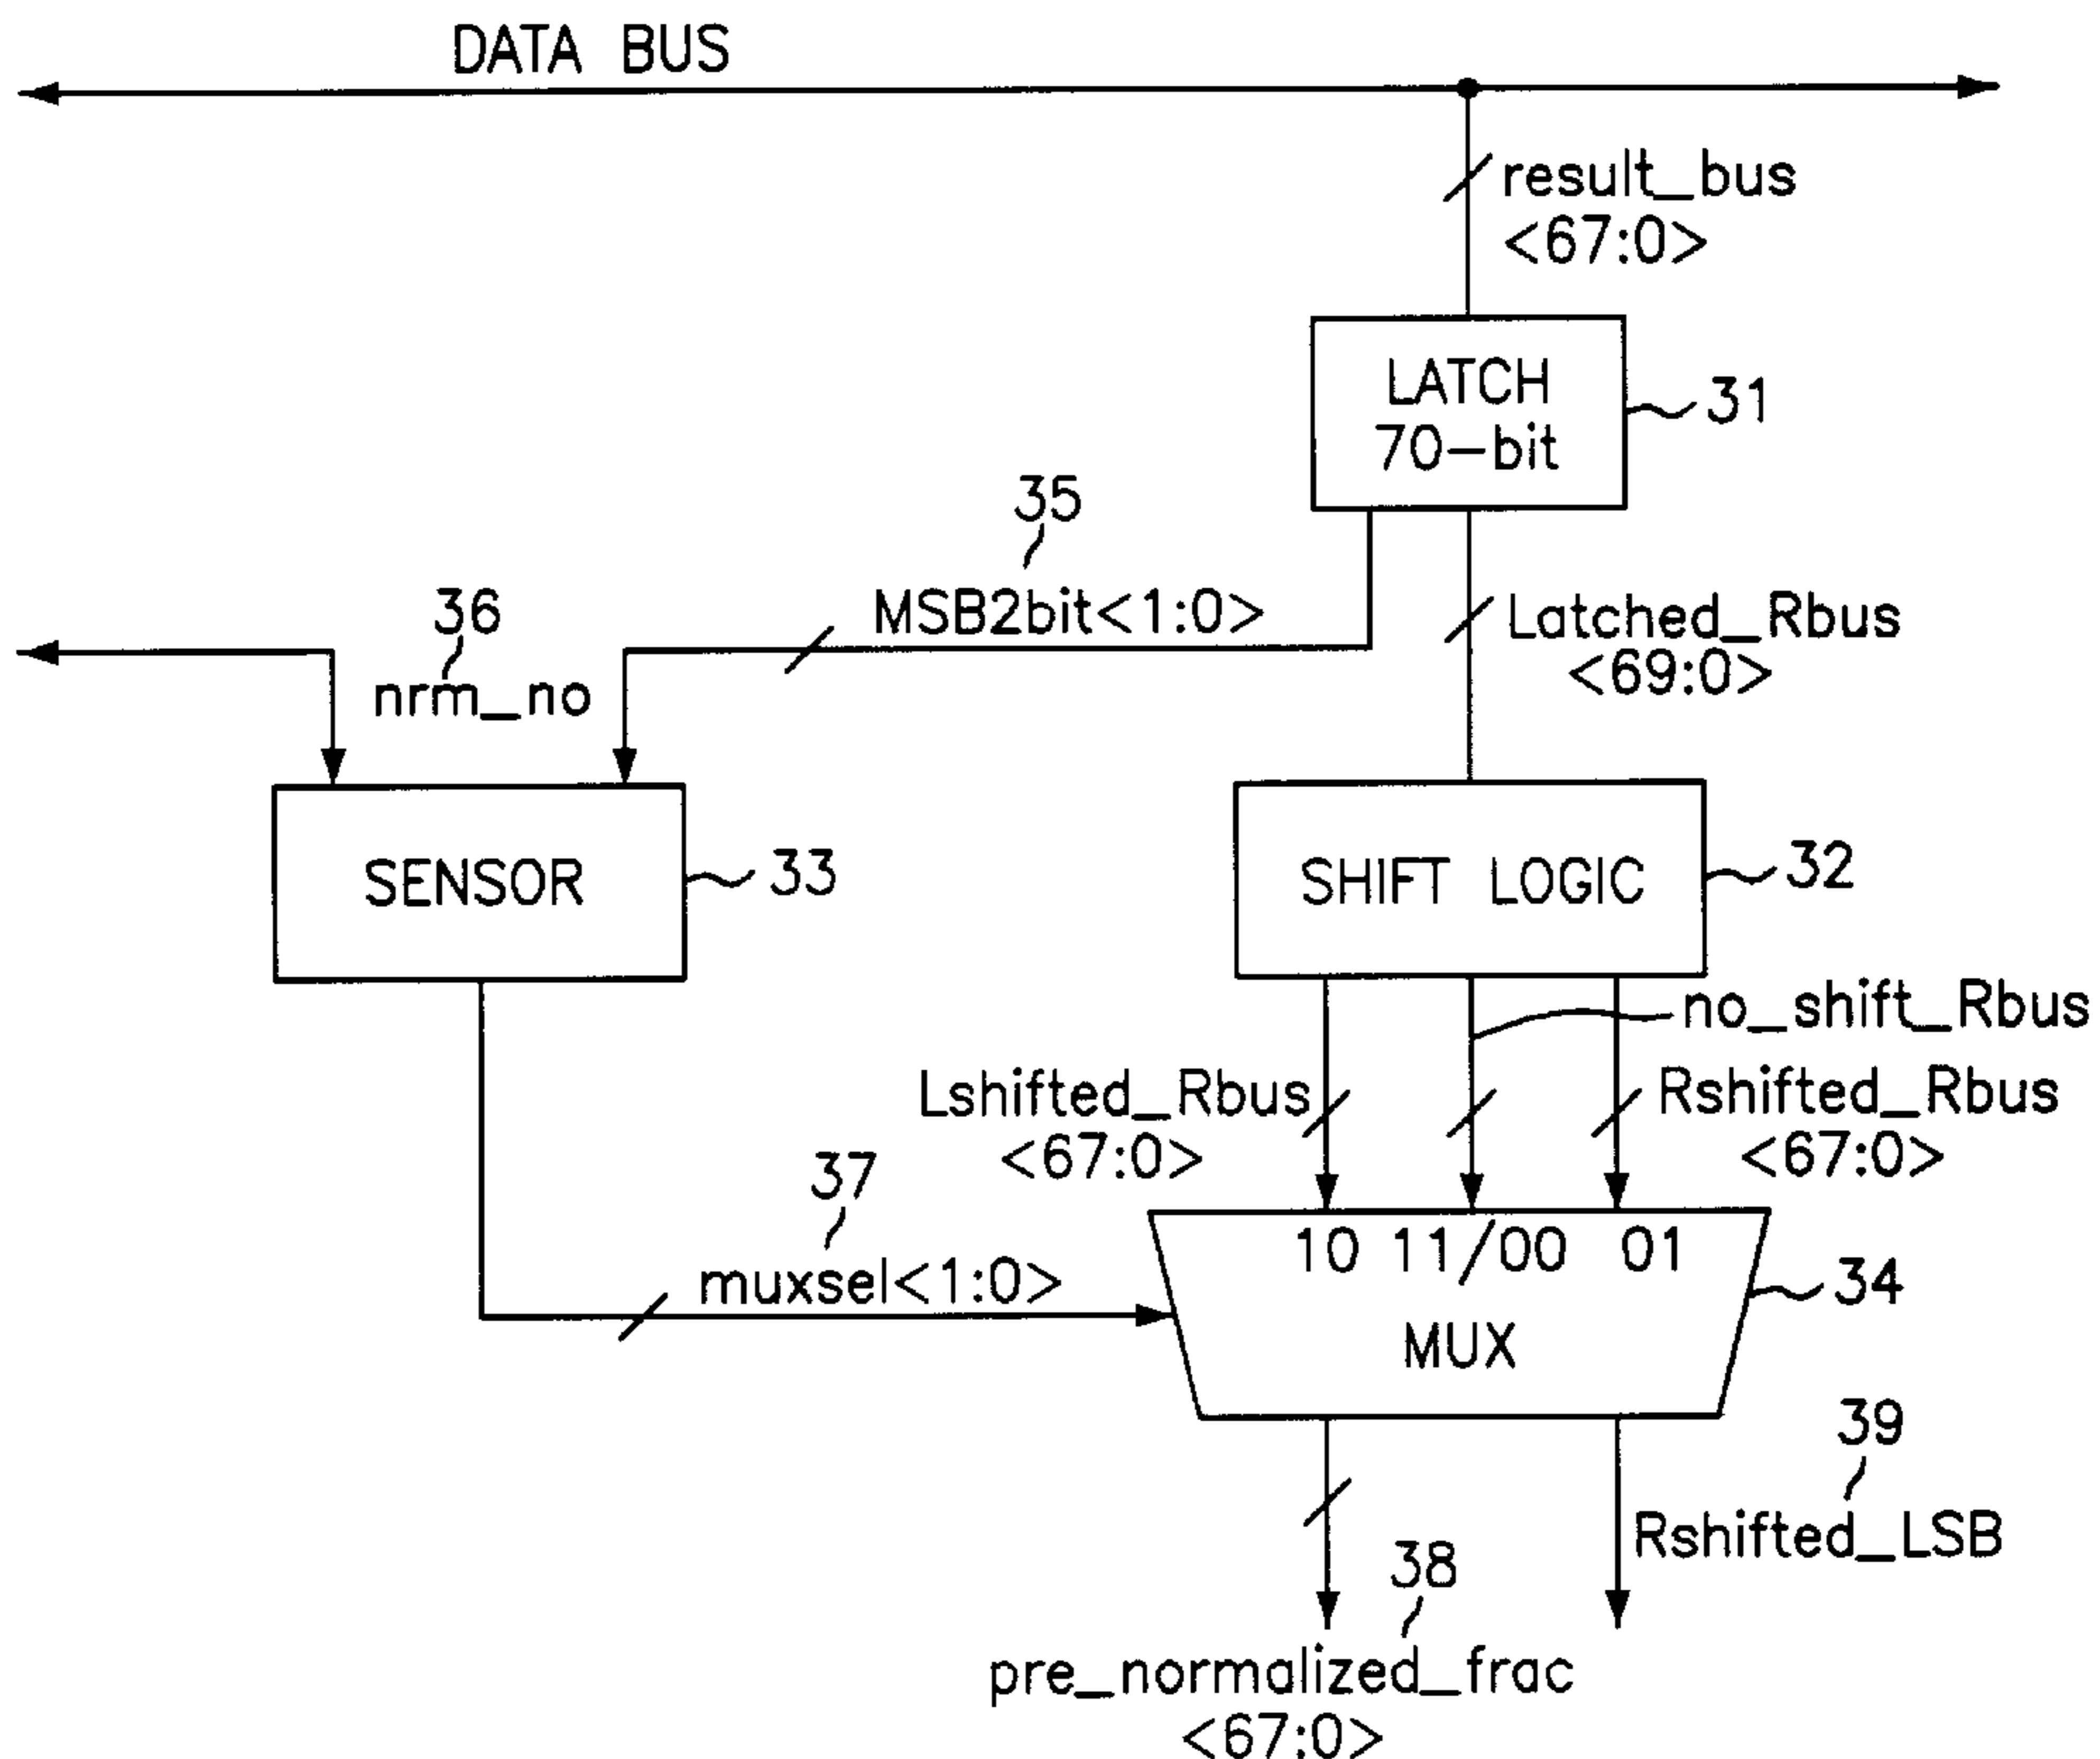 DATA BUS
result_bus
<67:0>
LATCH
70-bit
31
35
MSB2bit<1:0>
36
nrm_no
Latched_Rbus
<69:0>
SENSOR
33
SHIFT LOGIC
32
no_shift_Rbus
Lshifted_Rbus
<67:0>
Rshifted_Rbus
<67:0>
37
muxsel<1:0>
10 11/00 01
MUX
34
39
Rshifted_LSB
38
pre_normalized_frac
<67:0>